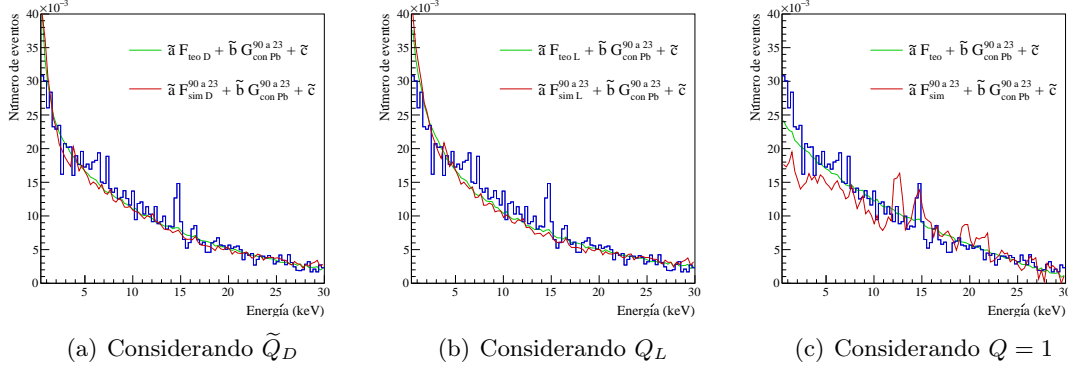 ×10⁻³
Número de eventos
40
35
30
25
20
15
10
5
0
ã F_teo D + b̃ G^90 a 23_con Pb + c̃
ã F^90 a 23_sim D + b̃ G^90 a 23_con Pb + c̃
5 10 15 20 25 30
Energía (keV)
(a) Considerando Q̃_D
×10⁻³
Número de eventos
40
35
30
25
20
15
10
5
0
ã F_teo L + b̃ G^90 a 23_con Pb + c̃
ã F^90 a 23_sim L + b̃ G^90 a 23_con Pb + c̃
5 10 15 20 25 30
Energía (keV)
(b) Considerando Q_L
×10⁻³
Número de eventos
40
35
30
25
20
15
10
5
0
ã F_teo + b̃ G^90 a 23_con Pb + c̃
ã F^90 a 23_sim + b̃ G^90 a 23_con Pb + c̃
5 10 15 20 25 30
Energía (keV)
(c) Considerando Q = 1